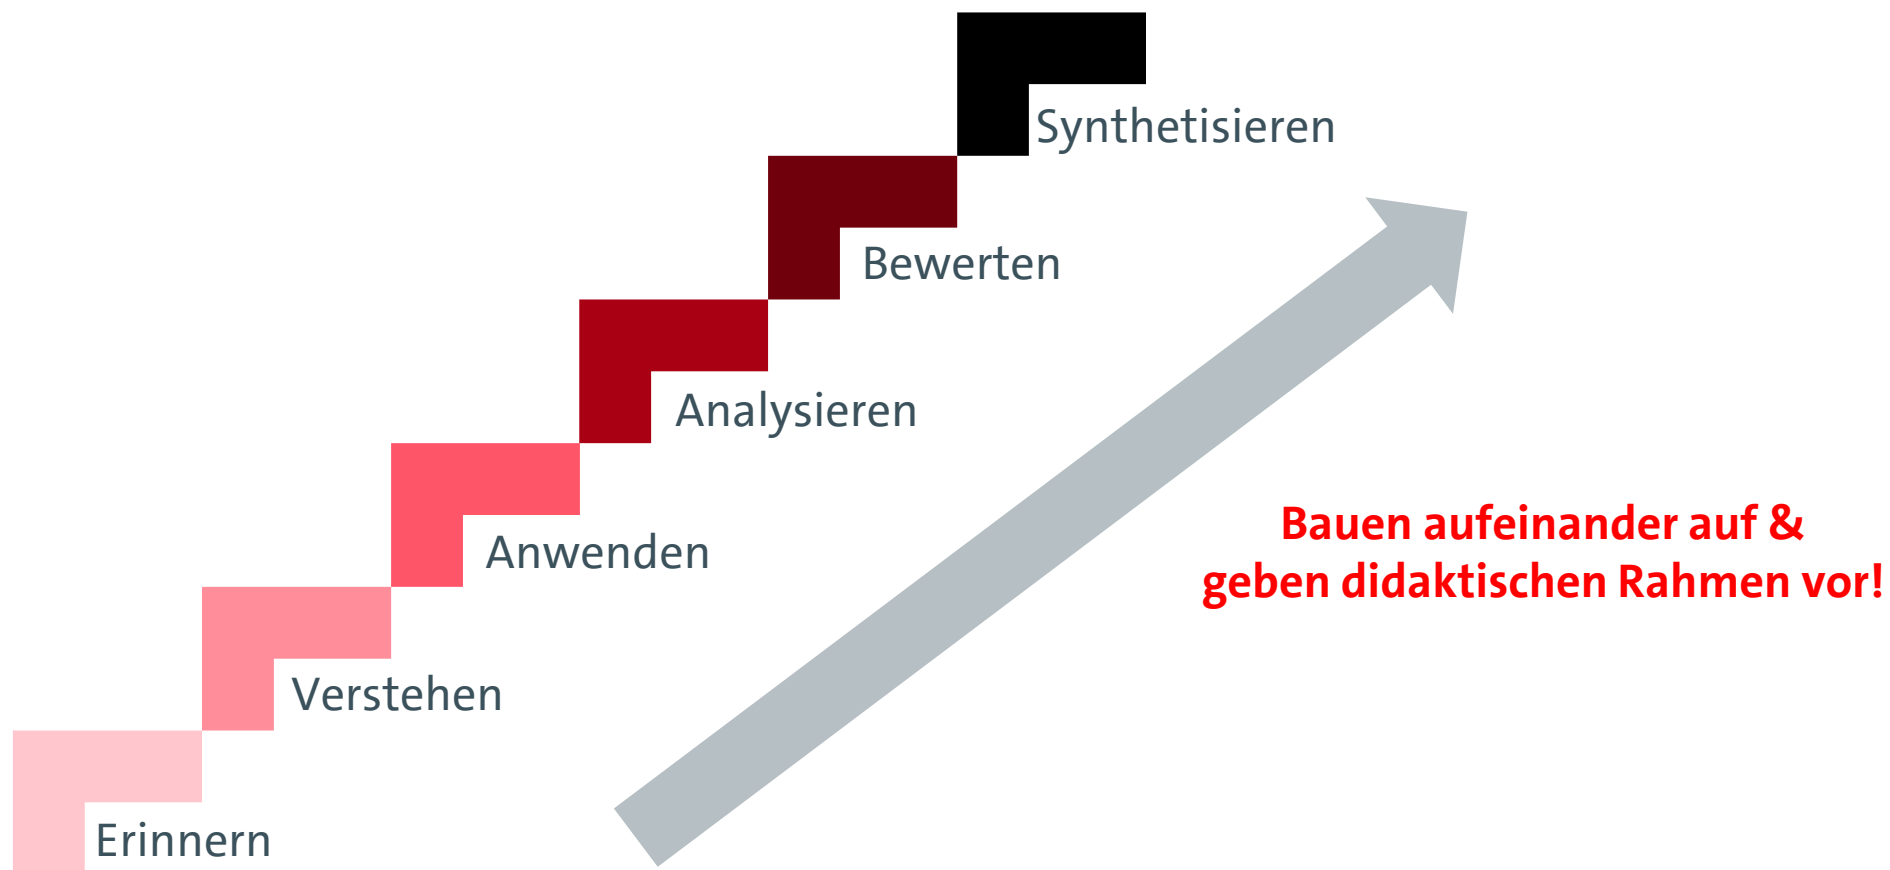 Synthetisieren
Bewerten
Analysieren
Anwenden
Verstehen
Erinnern
Bauen aufeinander auf &
geben didaktischen Rahmen vor!